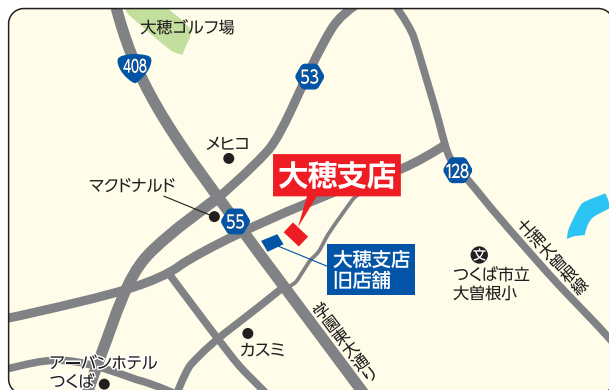 大穂ゴルフ場
408
53
メヒコ
マクドナルド
大穂支店
128
55
大穂支店
旧店舗
文
つくば市立
大曽根小
土浦大曽根線
学園東大通り
カスミ
アーバンホテル
つくば